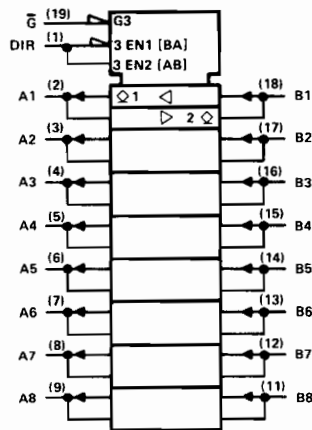 G̅ (19) G3
DIR (1) 3 EN1 [BA]
3 EN2 [AB]
A1 (2) 1 (18) B1
2
A2 (3) (17) B2
A3 (4) (16) B3
A4 (5) (15) B4
A5 (6) (14) B5
A6 (7) (13) B6
A7 (8) (12) B7
A8 (9) (11) B8